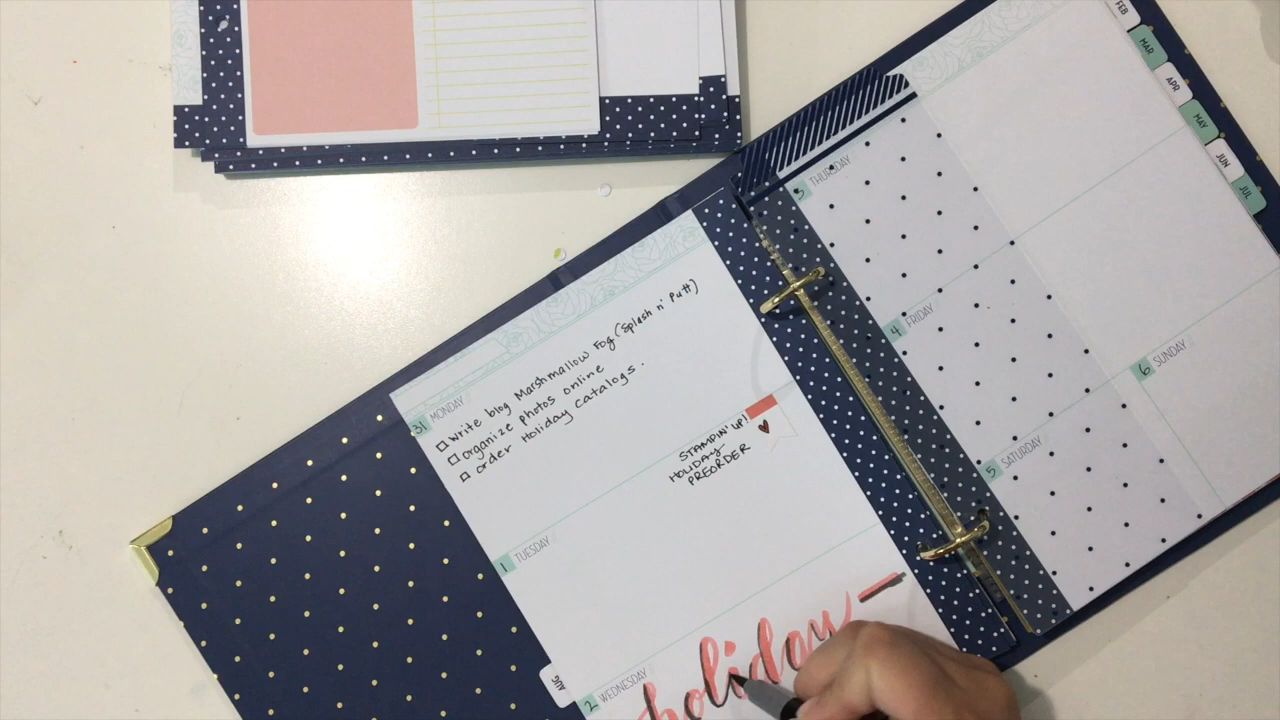 31 MONDAY
write blog Marshmallow Fog (Splash n' Putt)
organize photos online
order Holiday catalogs.
STAMPIN' UP!
HOLIDAY
PREORDER
1 TUESDAY
AUG
2 WEDNESDAY
holiday
3 THURSDAY
4 FRIDAY
5 SATURDAY
6 SUNDAY
FEB
MAR
APR
MAY
JUN
JUL